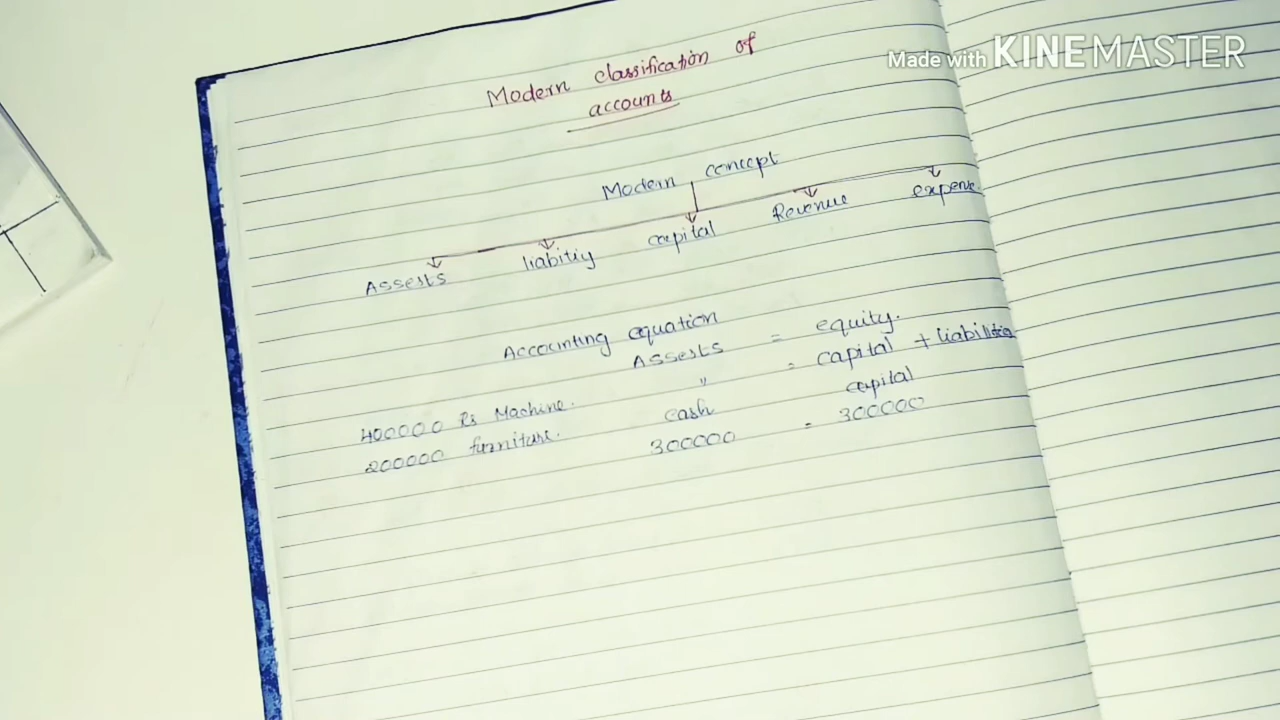 Made with KINEMASTER
Modern classification of
accounts
Modern concept
Assests liabitiy capital Revenue expense
Accounting equation
Assests = equity.
" = capital + liabilities
400000 Rs Machine. cash capital
200000 furniture. 300000 = 300000